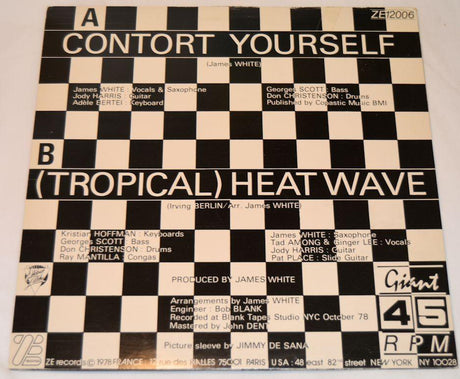 A
ZE12006
CONTORT YOURSELF
(James WHITE)
James WHITE : Vocals & Saxophone
Jody HARRIS : Guitar
Adèle BERTEI : Keyboard
Georges SCOTT : Bass
Don CHRISTENSON : Drums
Published by Copastic Music BMI
B
(TROPICAL) HEAT WAVE
(Irving BERLIN/Arr. James WHITE)
Kristian HOFFMAN : Keyboards
Georges SCOTT : Bass
Don CHRISTENSON : Drums
Ray MANTILLA : Congas
James WHITE : Saxophone
Tad AMONG & Ginger LEE : Vocals
Jody HARRIS : Guitar
Pat PLACE : Slide Guitar
PRODUCED BY JAMES WHITE
Arrangements by JAMES WHITE
Engineer : Bob BLANK
Recorded at Blank Tapes Studio NYC October 78
Mastered by John DENT
Picture sleeve by JIMMY DE SANA
Giant
45
RPM
ZE records © 1978 FRANCE : 12 rue des HALLES 75001 PARIS USA : 48 east 82nd street NEW YORK NY 10028